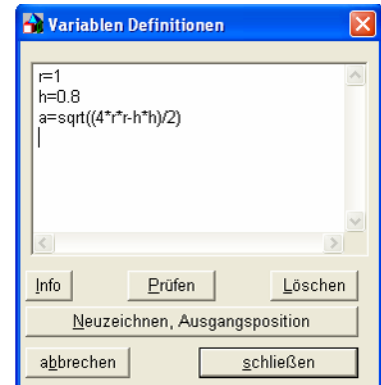 Variablen Definitionen
r=1
h=0.8
a=sqrt((4*r*r-h*h)/2)
Info Prüfen Löschen
Neuzeichnen, Ausgangsposition
abbrechen schließen